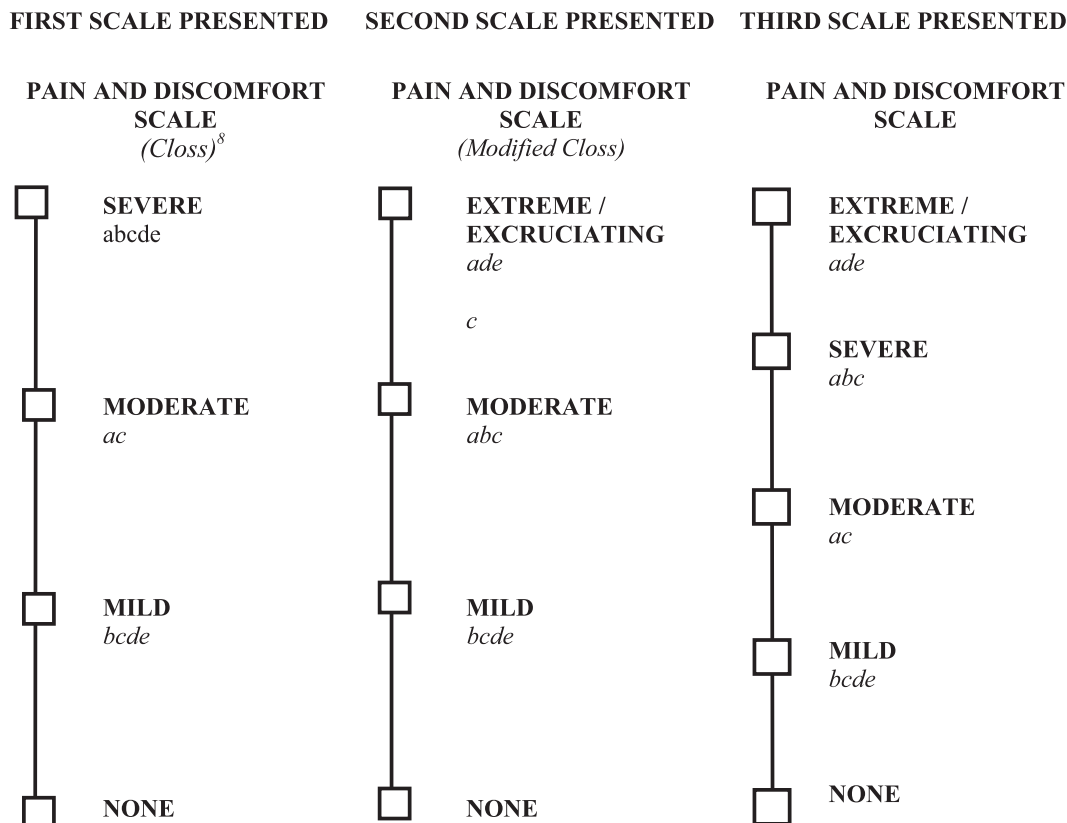 FIRST SCALE PRESENTED
PAIN AND DISCOMFORT
SCALE
(Closs)8
SEVERE
abcde
MODERATE
ac
MILD
bcde
NONE
SECOND SCALE PRESENTED
PAIN AND DISCOMFORT
SCALE
(Modified Closs)
EXTREME /
EXCRUCIATING
ade
c
MODERATE
abc
MILD
bcde
NONE
THIRD SCALE PRESENTED
PAIN AND DISCOMFORT
SCALE
EXTREME /
EXCRUCIATING
ade
SEVERE
abc
MODERATE
ac
MILD
bcde
NONE